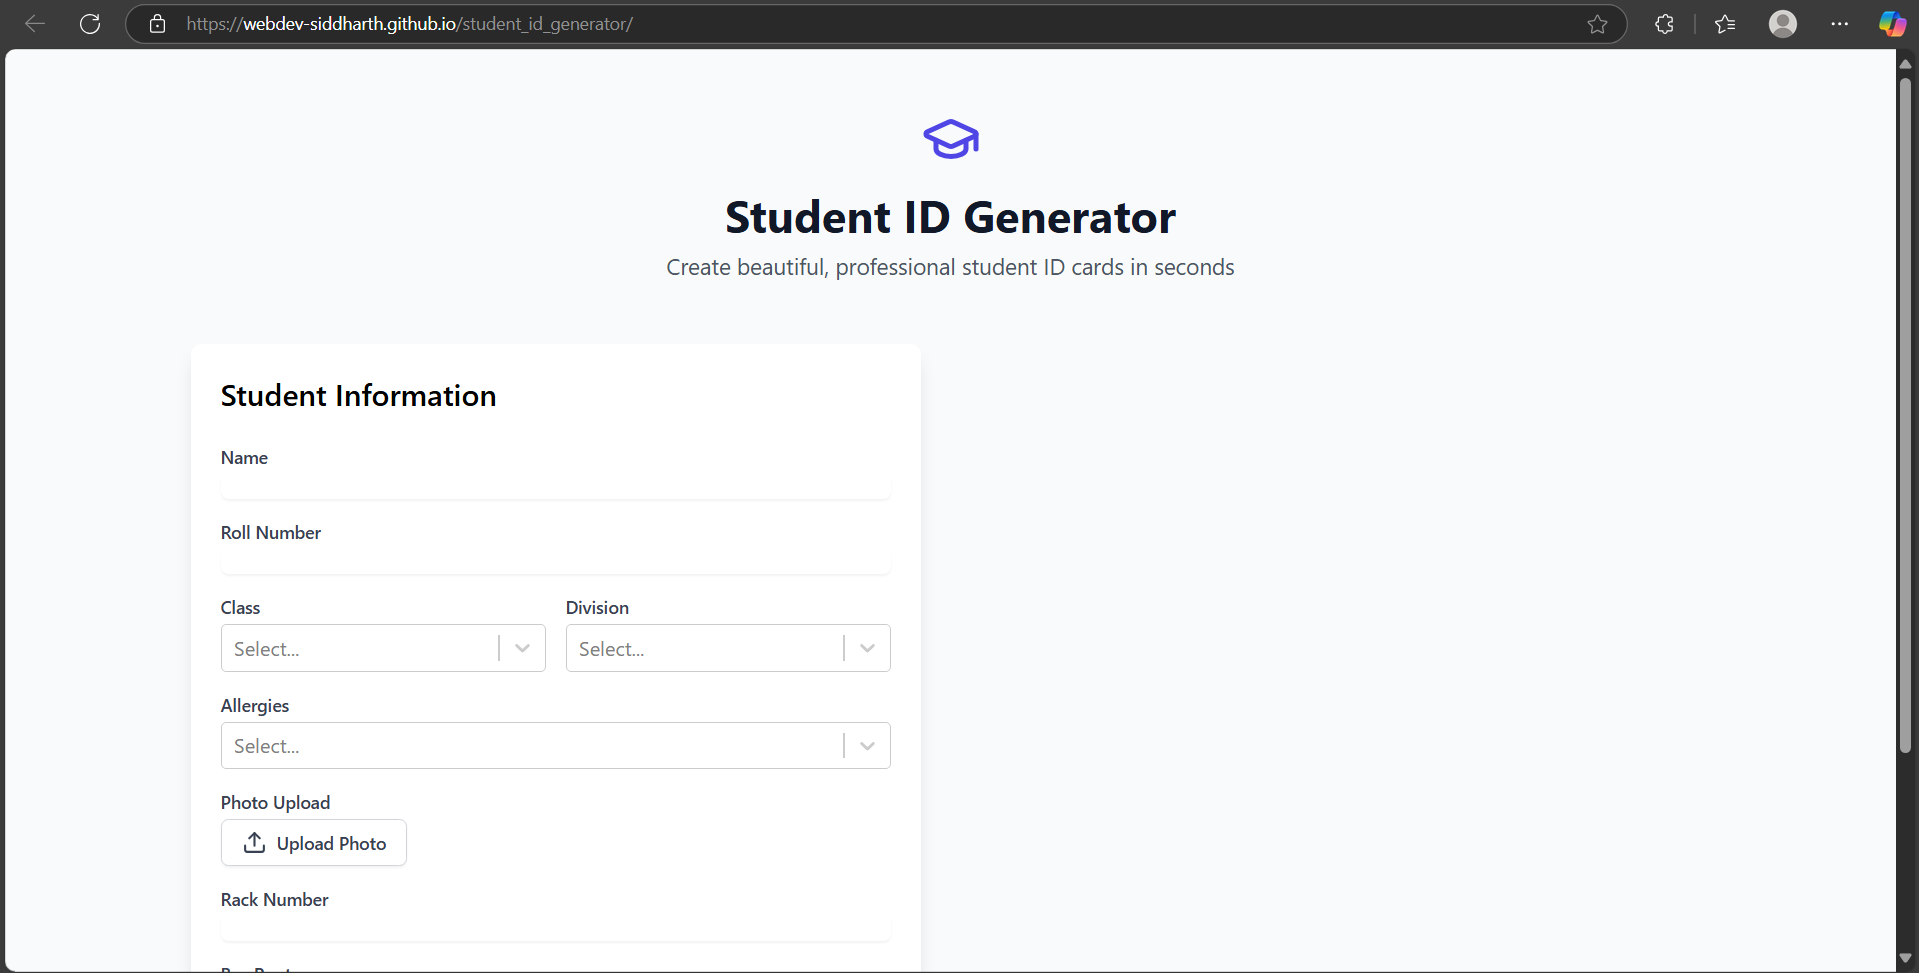 https://webdev-siddharth.github.io/student_id_generator/
Student ID Generator
Create beautiful, professional student ID cards in seconds
Student Information
Name
Roll Number
Class Division
Select... Select...
Allergies
Select...
Photo Upload
Upload Photo
Rack Number